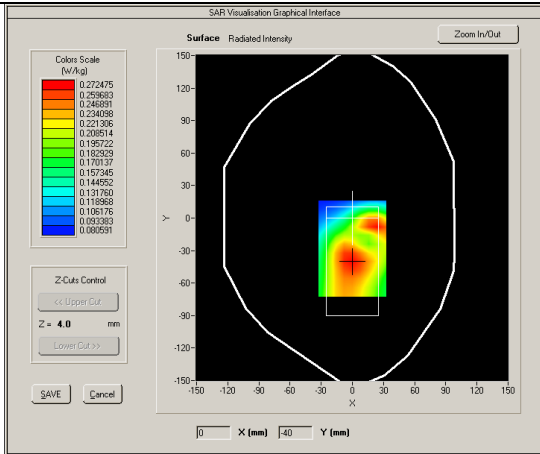 SAR Visualisation Graphical Interface
Surface Radiated Intensity
Zoom In/Out
Colors Scale
(W/kg)
0.272475
0.259683
0.246891
0.234098
0.221306
0.208514
0.195722
0.182929
0.170137
0.157345
0.144552
0.131760
0.118968
0.106176
0.093383
0.080591
Z-Cuts Control
<< Upper Cut
Z = 4.0 mm
Lower Cut >>
SAVE Cancel
150
120
90
60
30
0
-30
-60
-90
-120
-150
Y
-150 -120 -90 -60 -30 0 30 60 90 120 150
X
0 X (mm) -40 Y (mm)